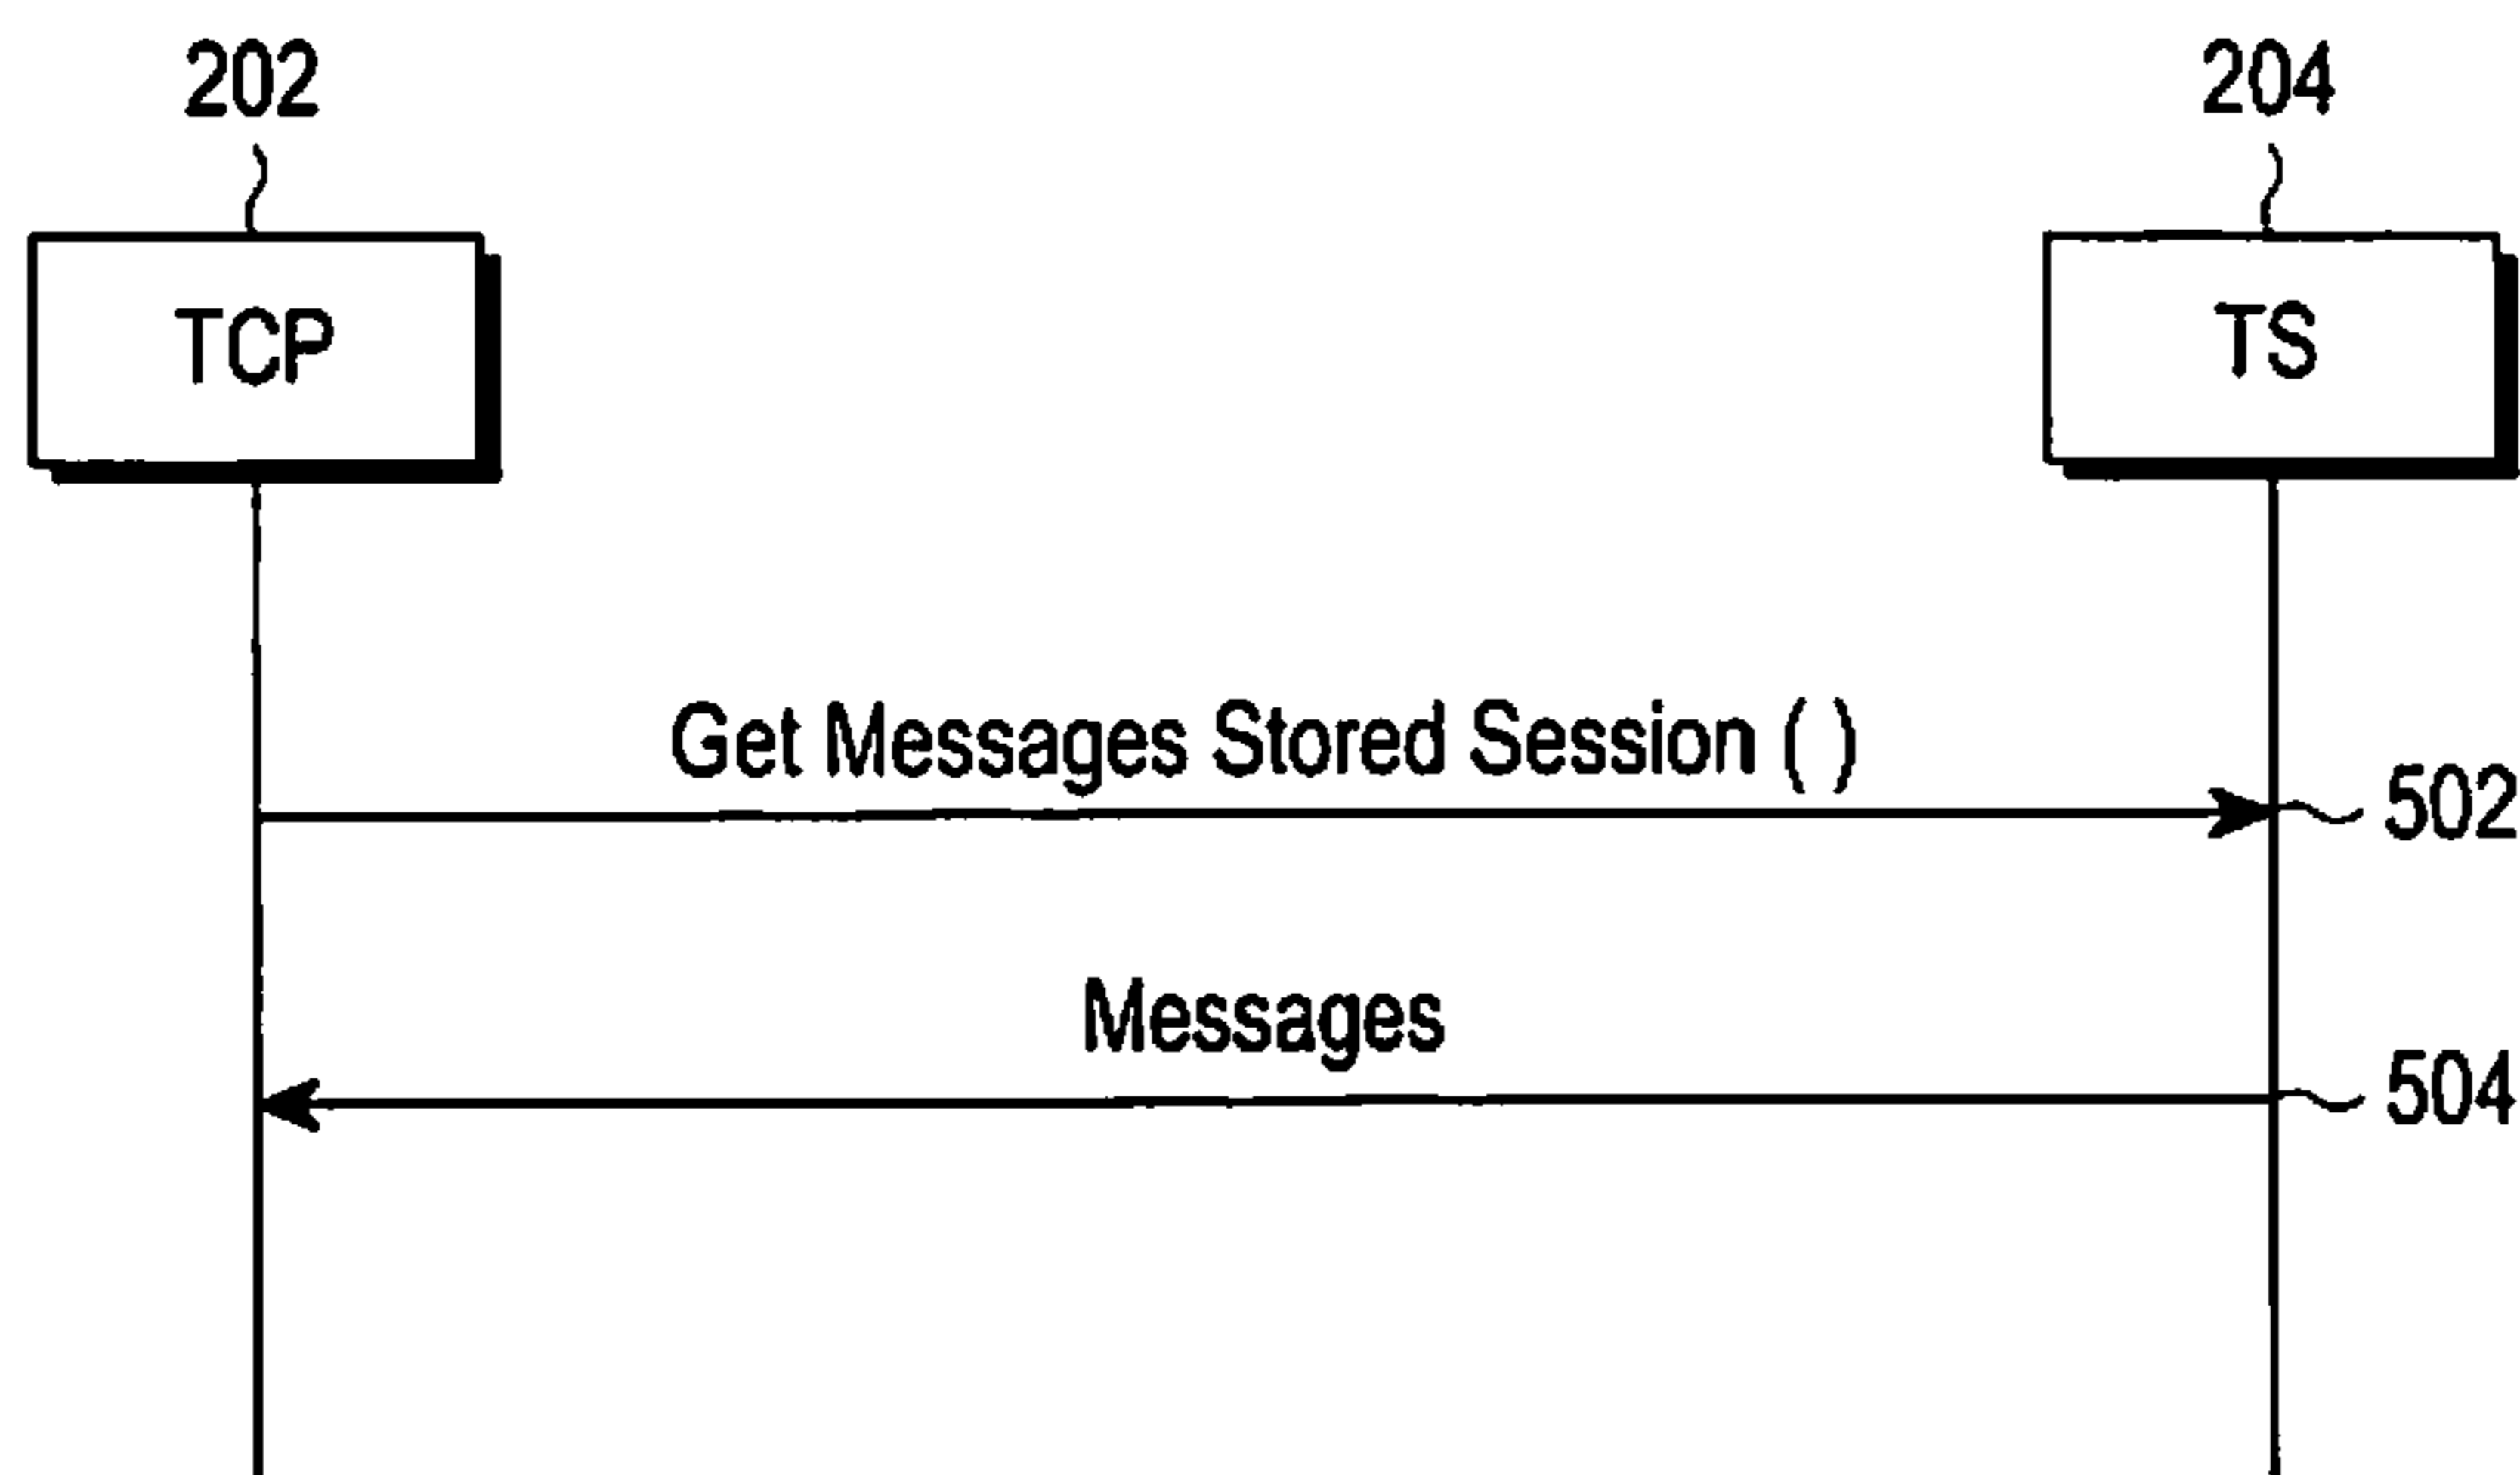 202
204
TCP
TS
Get Messages Stored Session ( )
502
Messages
504